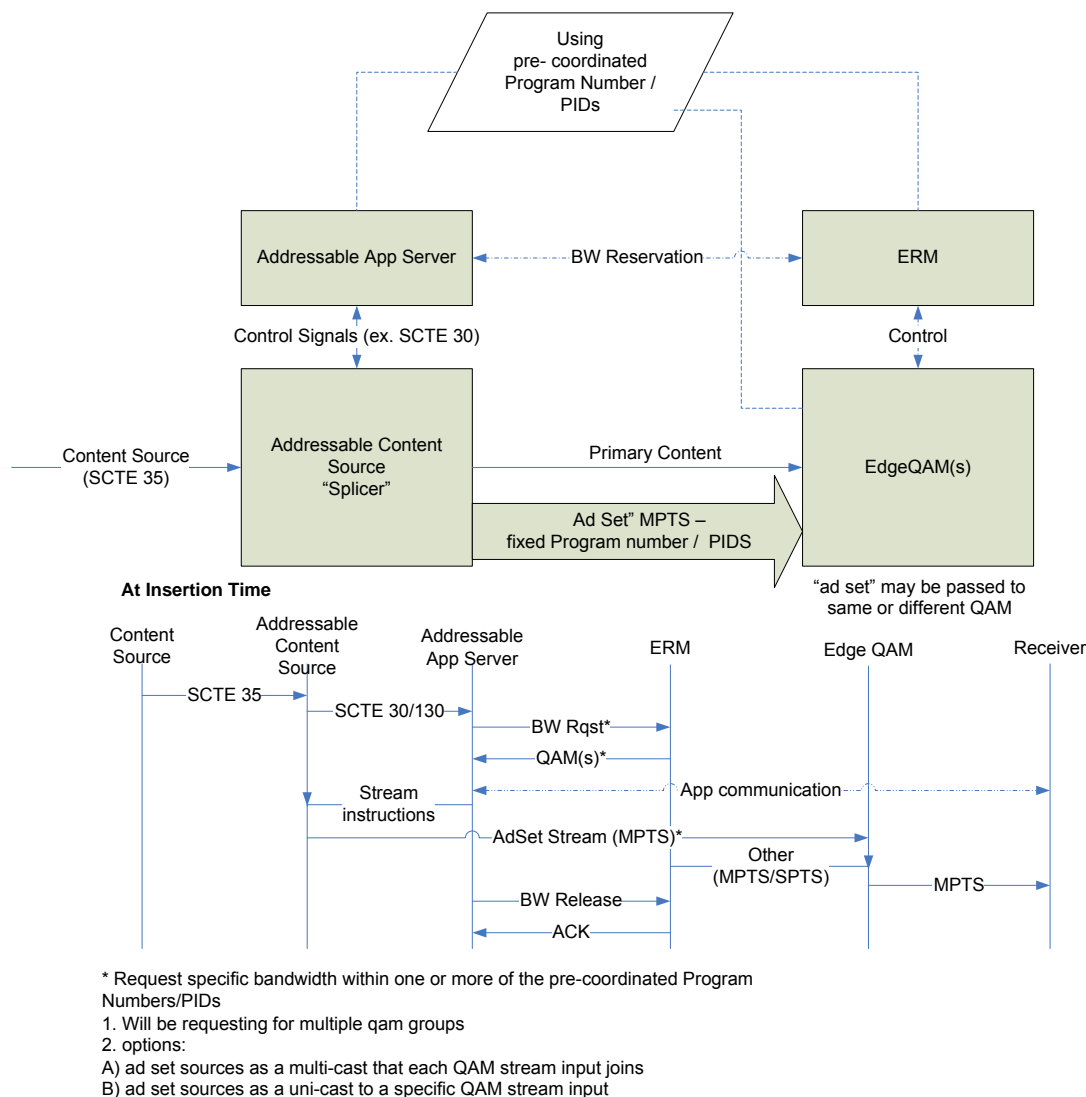 Using
pre- coordinated
Program Number /
PIDs
Addressable App Server
BW Reservation
ERM
Control Signals (ex. SCTE 30)
Control
Content Source
(SCTE 35)
Addressable Content
Source
“Splicer”
Primary Content
EdgeQAM(s)
Ad Set” MPTS –
fixed Program number /  PIDS
At Insertion Time
“ad set” may be passed to
same or different QAM
Content
Source
Addressable
Content
Source
Addressable
App Server
ERM
Edge QAM
Receiver
SCTE 35
SCTE 30/130
BW Rqst*
QAM(s)*
App communication
Stream
instructions
AdSet Stream (MPTS)*
Other
(MPTS/SPTS)
MPTS
BW Release
ACK
* Request specific bandwidth within one or more of the pre-coordinated Program
Numbers/PIDs
1. Will be requesting for multiple qam groups
2. options:
A) ad set sources as a multi-cast that each QAM stream input joins
B) ad set sources as a uni-cast to a specific QAM stream input